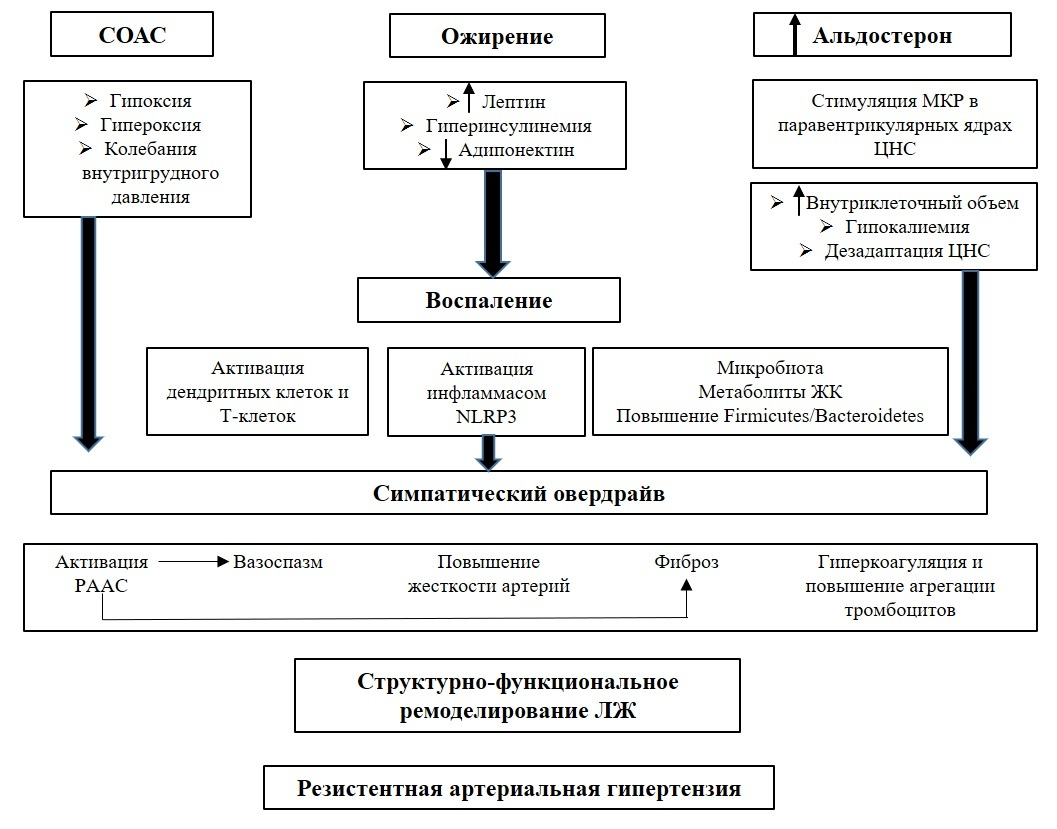 СОАС
Ожирение
Альдостерон
Гипоксия
Гипероксия
Колебания
внутригрудного
давления
Лептин
Гиперинсулинемия
Адипонектин
Стимуляция МКР в
паравентрикулярных ядрах
ЦНС
Внутриклеточный объем
Гипокалиемия
Дезадаптация ЦНС
Воспаление
Активация
дендритных клеток и
Т-клеток
Активация
инфламмасом
NLRP3
Микробиота
Метаболиты ЖК
Повышение Firmicutes/Bacteroidetes
Симпатический овердрайв
Активация
РААС
Вазоспазм
Повышение
жесткости артерий
Фиброз
Гиперкоагуляция и
повышение агрегации
тромбоцитов
Структурно-функциональное
ремоделирование ЛЖ
Резистентная артериальная гипертензия